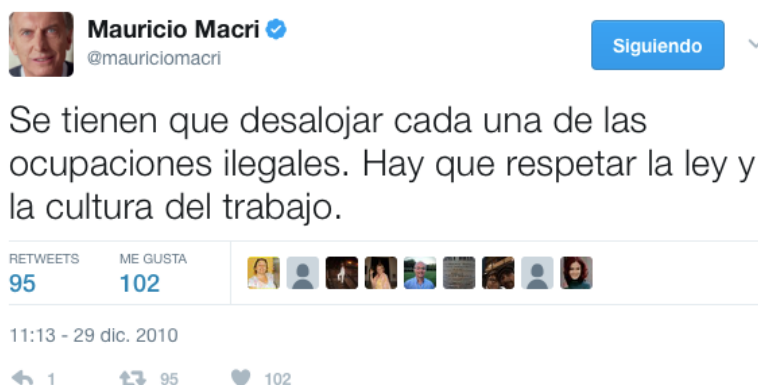 Mauricio Macri
@mauriciomacri
Siguiendo
Se tienen que desalojar cada una de las
ocupaciones ilegales. Hay que respetar la ley y
la cultura del trabajo.
RETWEETS ME GUSTA
95 102
11:13 - 29 dic. 2010
1 95 102